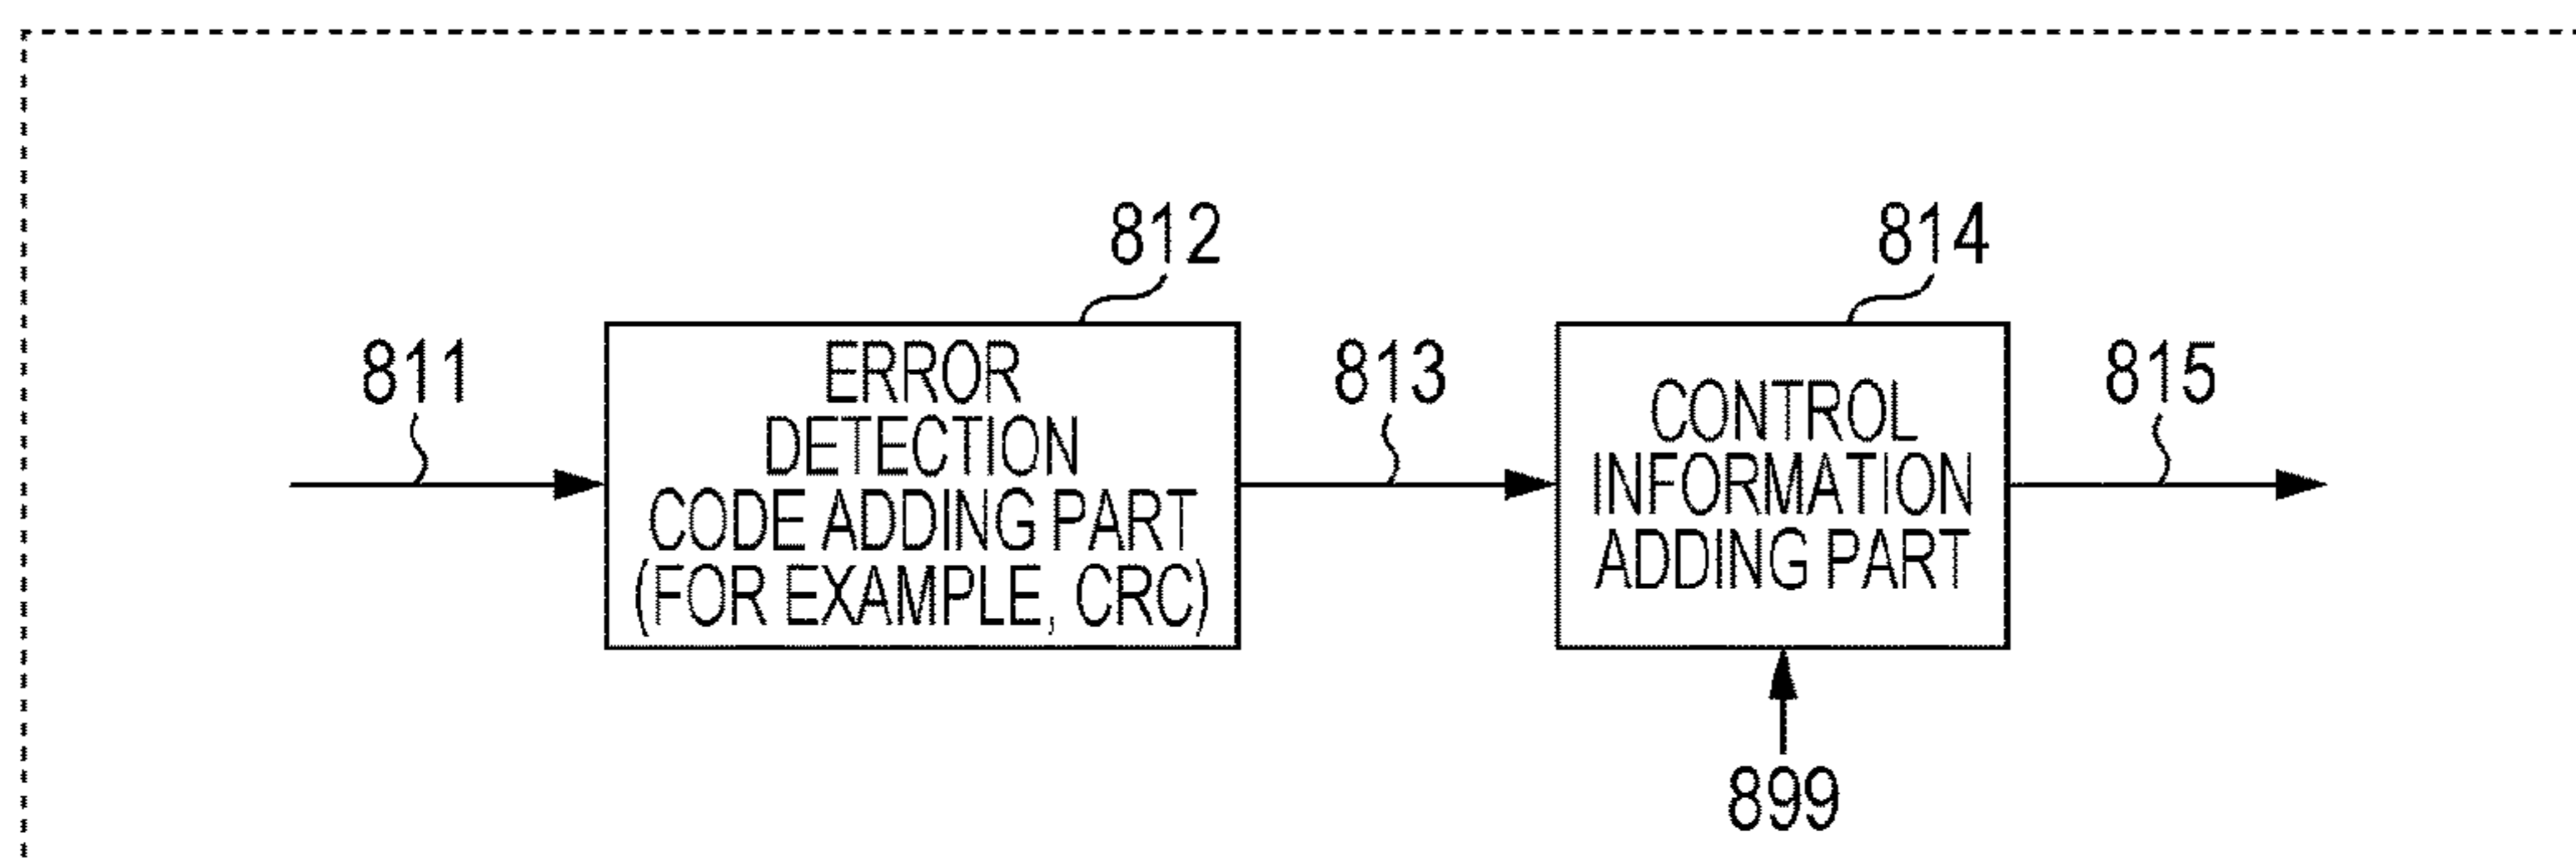 812
814
811
813
815
ERROR
DETECTION
CODE ADDING PART
(FOR EXAMPLE, CRC)
CONTROL
INFORMATION
ADDING PART
899